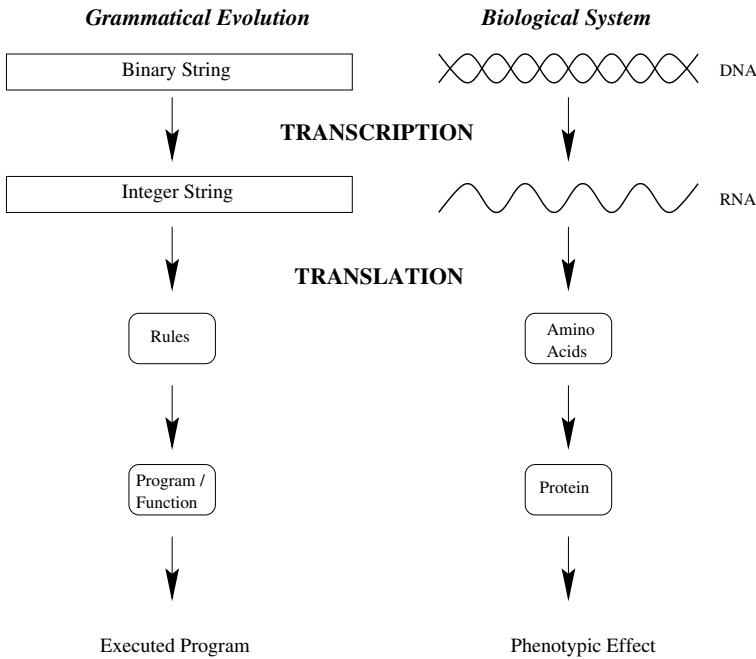 Grammatical Evolution
Biological System
Binary String
DNA
TRANSCRIPTION
Integer String
RNA
TRANSLATION
Rules
Amino
Acids
Program /
Function
Protein
Executed Program
Phenotypic Effect